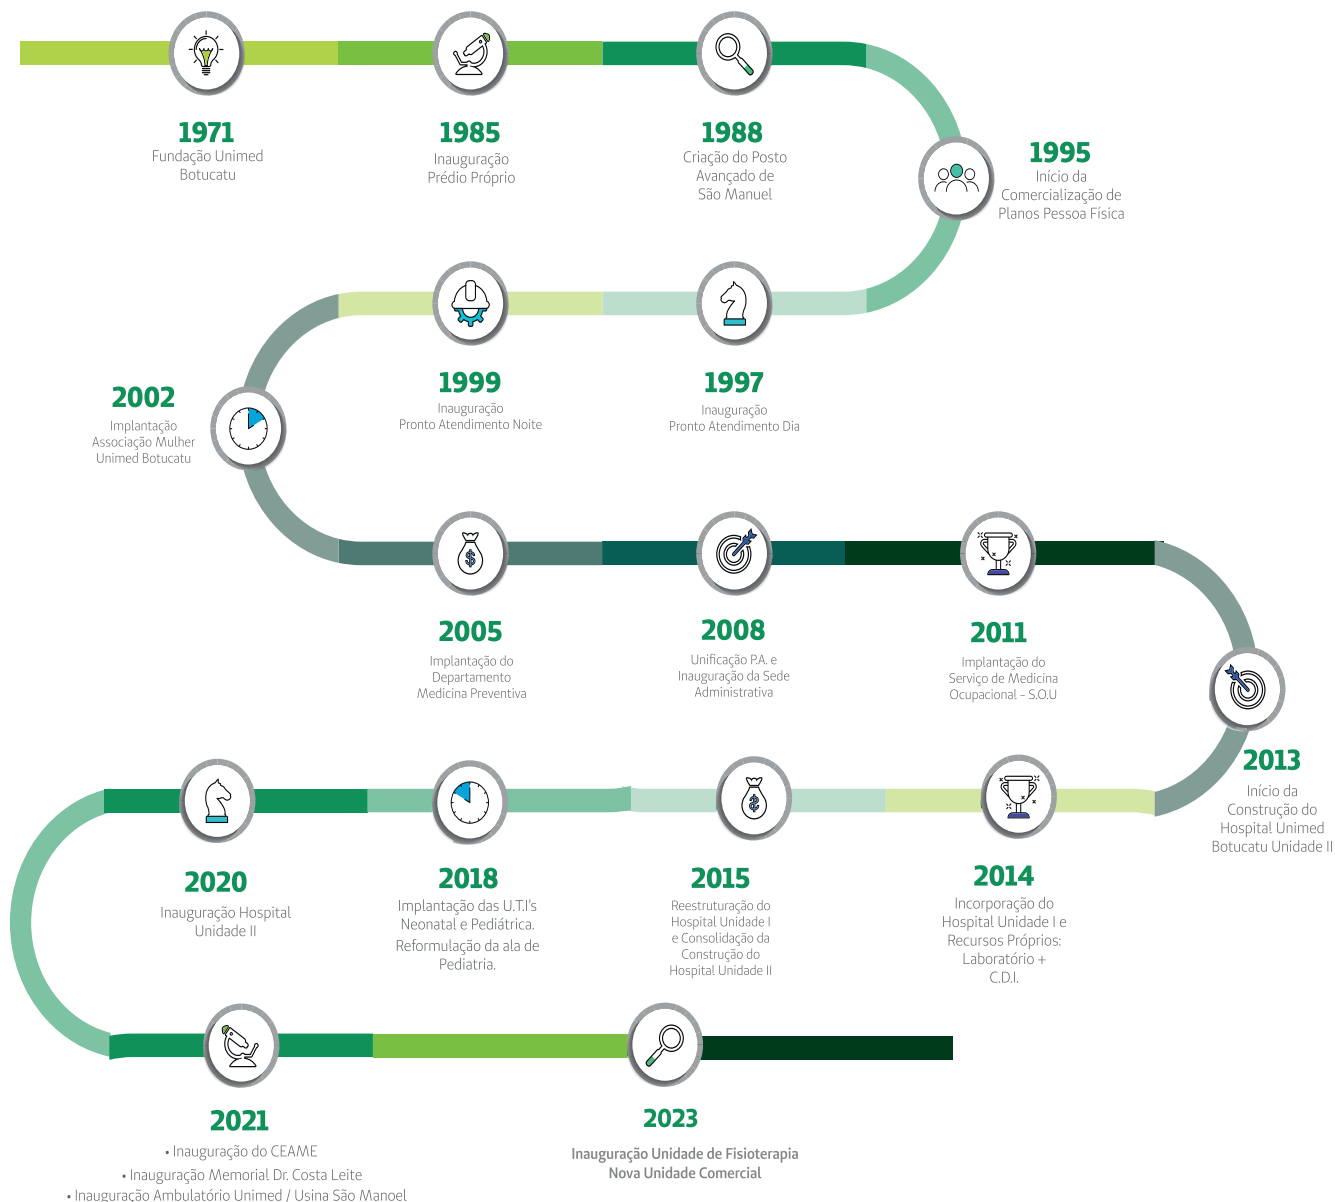 1971
Fundação Unimed
Botucatu
1985
Inauguração
Prédio Próprio
1988
Criação do Posto
Avançado de
São Manuel
1995
Início da
Comercialização de
Planos Pessoa Física
1997
Inauguração
Pronto Atendimento Dia
1999
Inauguração
Pronto Atendimento Noite
2002
Implantação
Associação Mulher
Unimed Botucatu
2005
Implantação do
Departamento
Medicina Preventiva
2008
Unificação P.A. e
Inauguração da Sede
Administrativa
2011
Implantação do
Serviço de Medicina
Ocupacional - S.O.U
2013
Início da
Construção do
Hospital Unimed
Botucatu Unidade II
2014
Incorporação do
Hospital Unidade I e
Recursos Próprios:
Laboratório +
C.D.I.
2015
Reestruturação do
Hospital Unidade I
e Consolidação da
Construção do
Hospital Unidade II
2018
Implantação das U.T.I's
Neonatal e Pediátrica.
Reformulação da ala de
Pediatria.
2020
Inauguração Hospital
Unidade II
2021
• Inauguração do CEAME
• Inauguração Memorial Dr. Costa Leite
• Inauguração Ambulatório Unimed / Usina São Manoel
2023
Inauguração Unidade de Fisioterapia
Nova Unidade Comercial